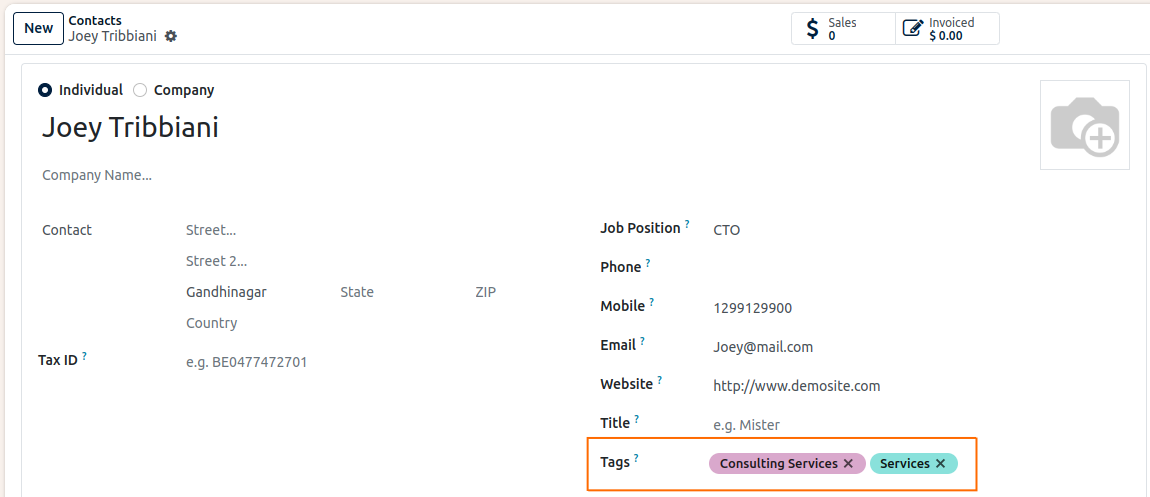 New
Contacts
Joey Tribbiani
Sales
0
Invoiced
$ 0.00
Individual
Company
Joey Tribbiani
Company Name...
Contact
Street...
Street 2...
Gandhinagar State ZIP
Country
Tax ID ? e.g. BE0477472701
Job Position ? CTO
Phone ?
Mobile ? 1299129900
Email ? Joey@mail.com
Website ? http://www.demosite.com
Title ? e.g. Mister
Tags ? Consulting Services ✕ Services ✕